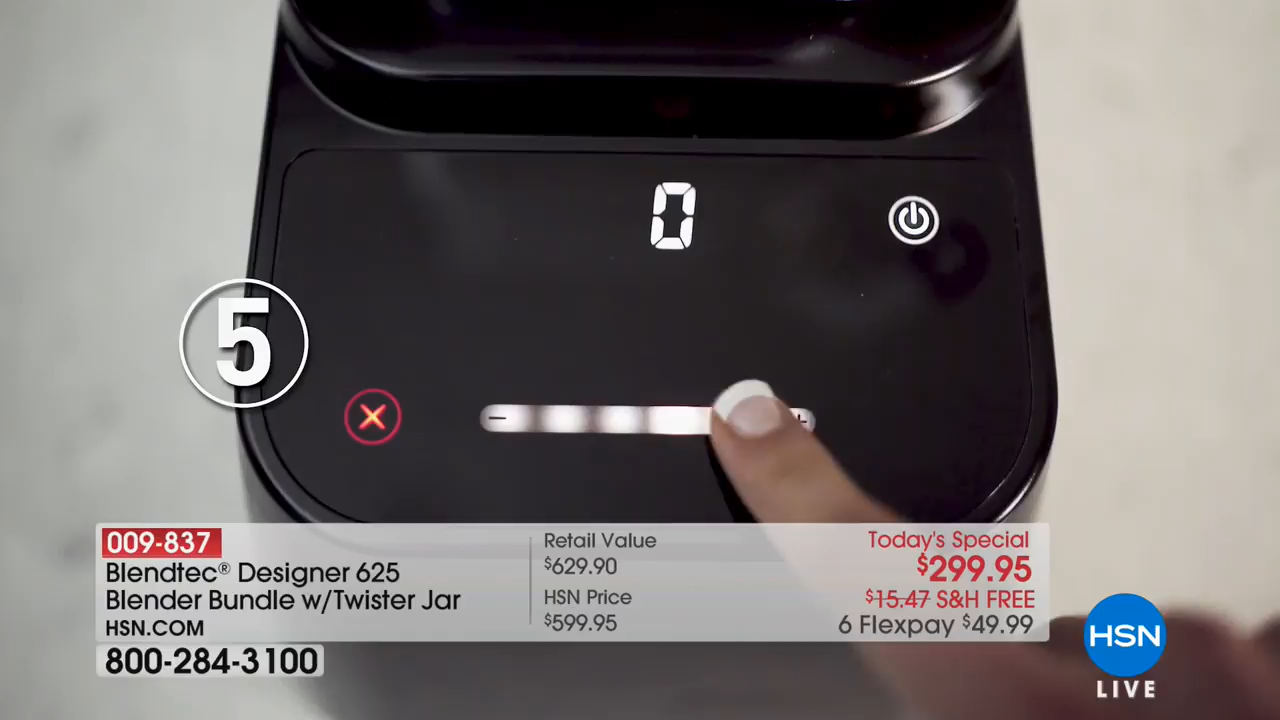 0
5
009-837
Blendtec® Designer 625
Blender Bundle w/Twister Jar
HSN.COM
800-284-3100
Retail Value
$629.90
HSN Price
$599.95
Today's Special
$299.95
$15.47 S&H FREE
6 Flexpay $49.99
HSN
LIVE